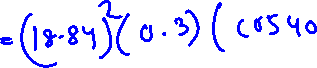 = (18.84)²(0.3)(cos40